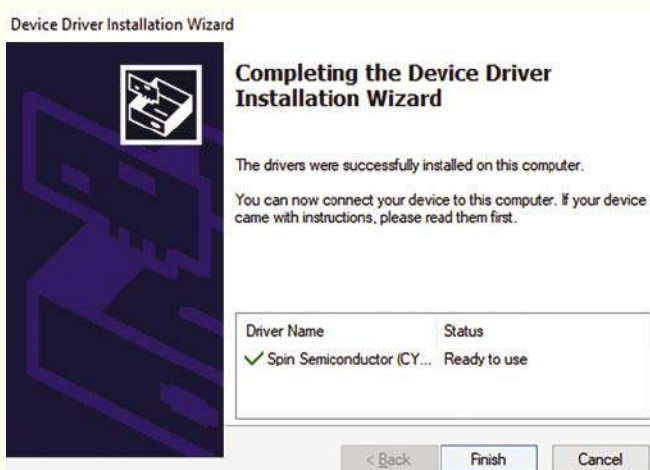 Device Driver Installation Wizard
Completing the Device Driver
Installation Wizard
The drivers were successfully installed on this computer.
You can now connect your device to this computer. If your device
came with instructions, please read them first.
Driver Name Status
Spin Semiconductor (CY... Ready to use
< Back Finish Cancel